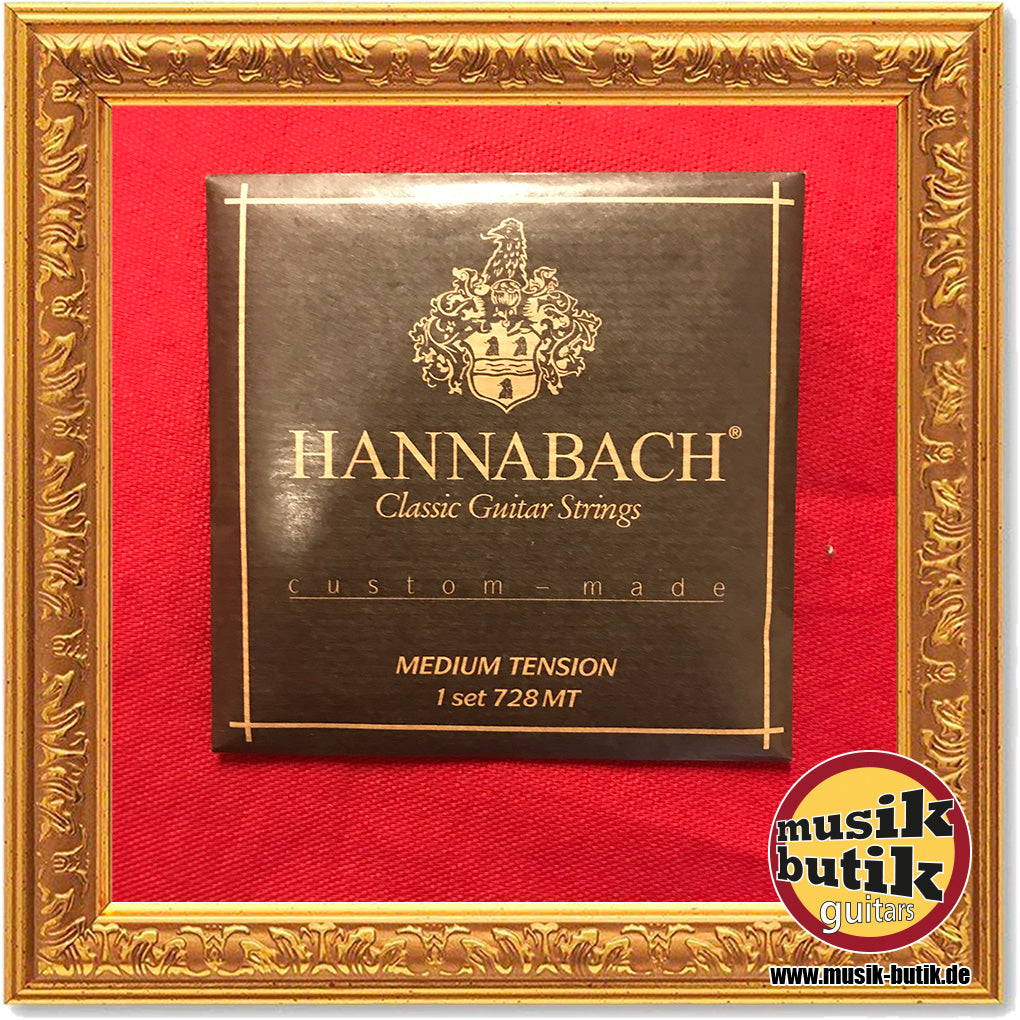 HANNABACH®
Classic Guitar Strings
custom – made
MEDIUM TENSION
1 set 728 MT
musik
butik
guitars
www.musik-butik.de